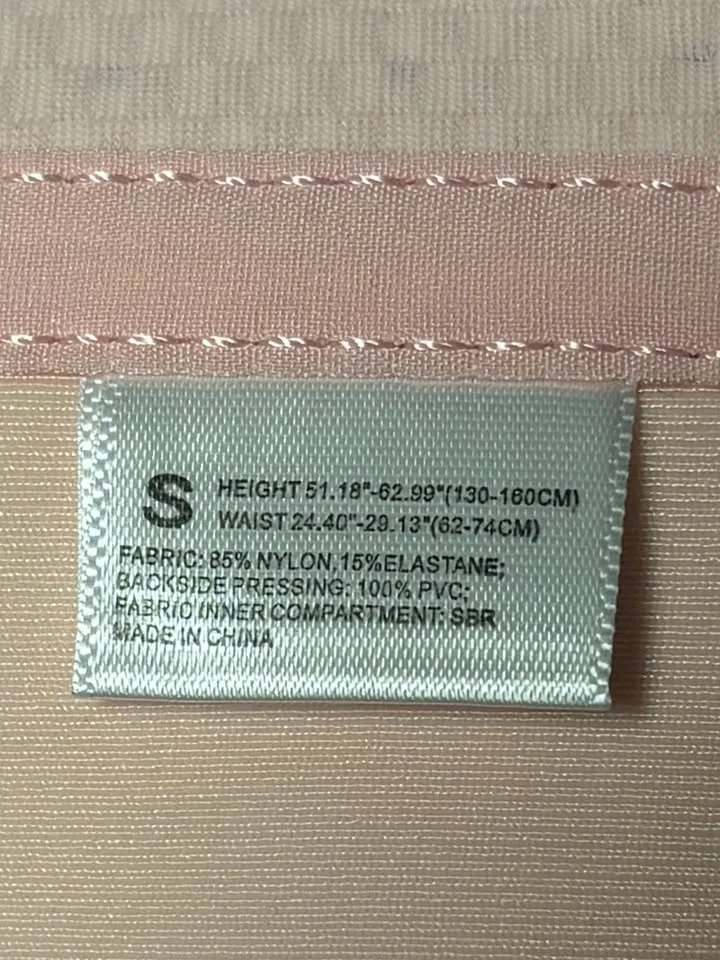 S
HEIGHT 51.18"-62.99"(130-160CM)
WAIST 24.40"-29.13"(62-74CM)
FABRIC: 85% NYLON,15%ELASTANE;
BACKSIDE PRESSING: 100% PVC;
FABRIC INNER COMPARTMENT: SBR
MADE IN CHINA